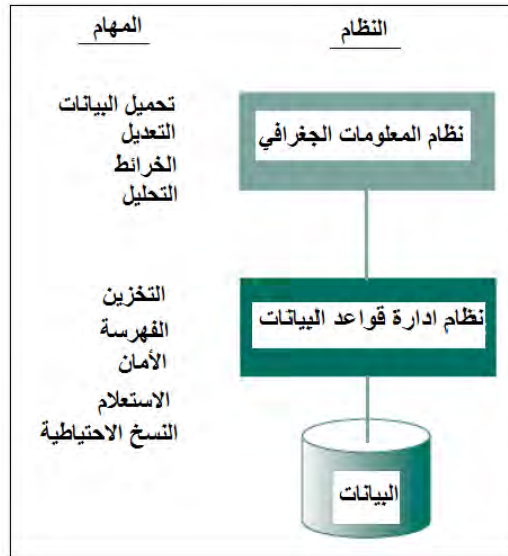 النظام
المهام
نظام المعلومات الجغرافي
تحميل البيانات
التعديل
الخرائط
التحليل
نظام ادارة قواعد البيانات
التخزين
الفهرسة
الأمان
الاستعلام
النسخ الاحتياطية
البيانات